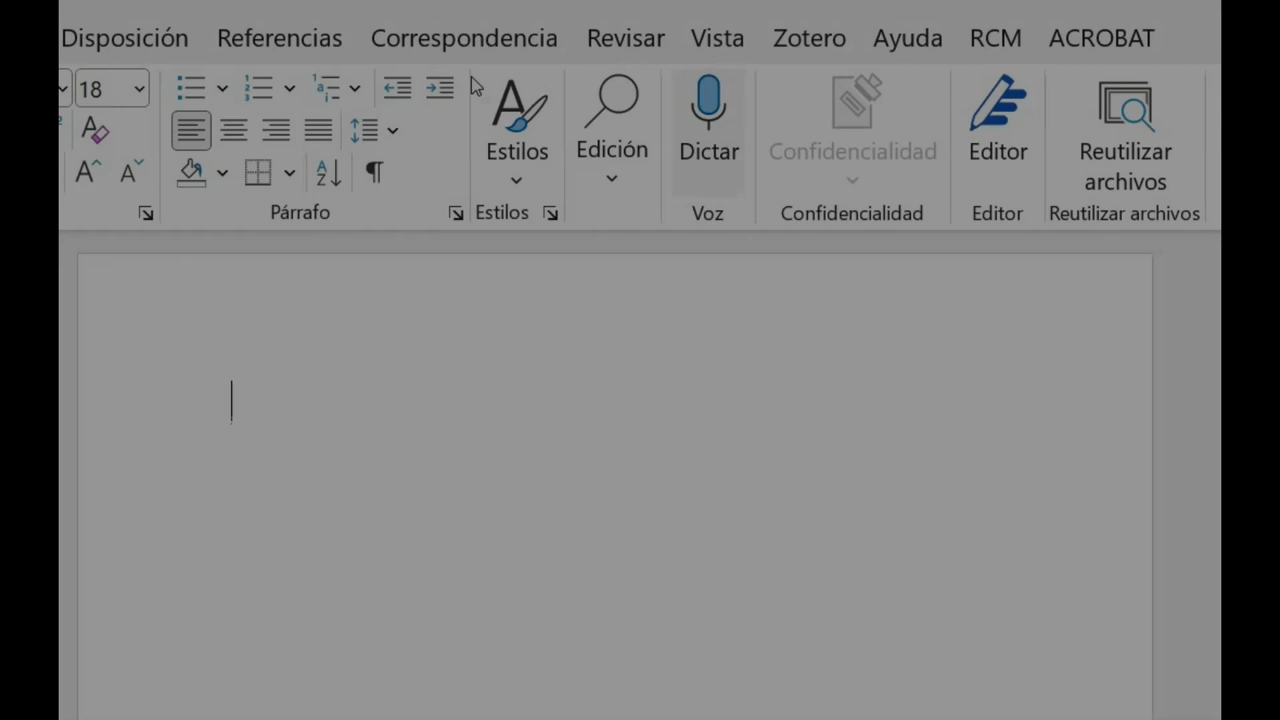 Disposición Referencias Correspondencia Revisar Vista Zotero Ayuda RCM ACROBAT
18
Estilos Edición Dictar Confidencialidad Editor Reutilizar archivos
Párrafo Estilos Voz Confidencialidad Editor Reutilizar archivos